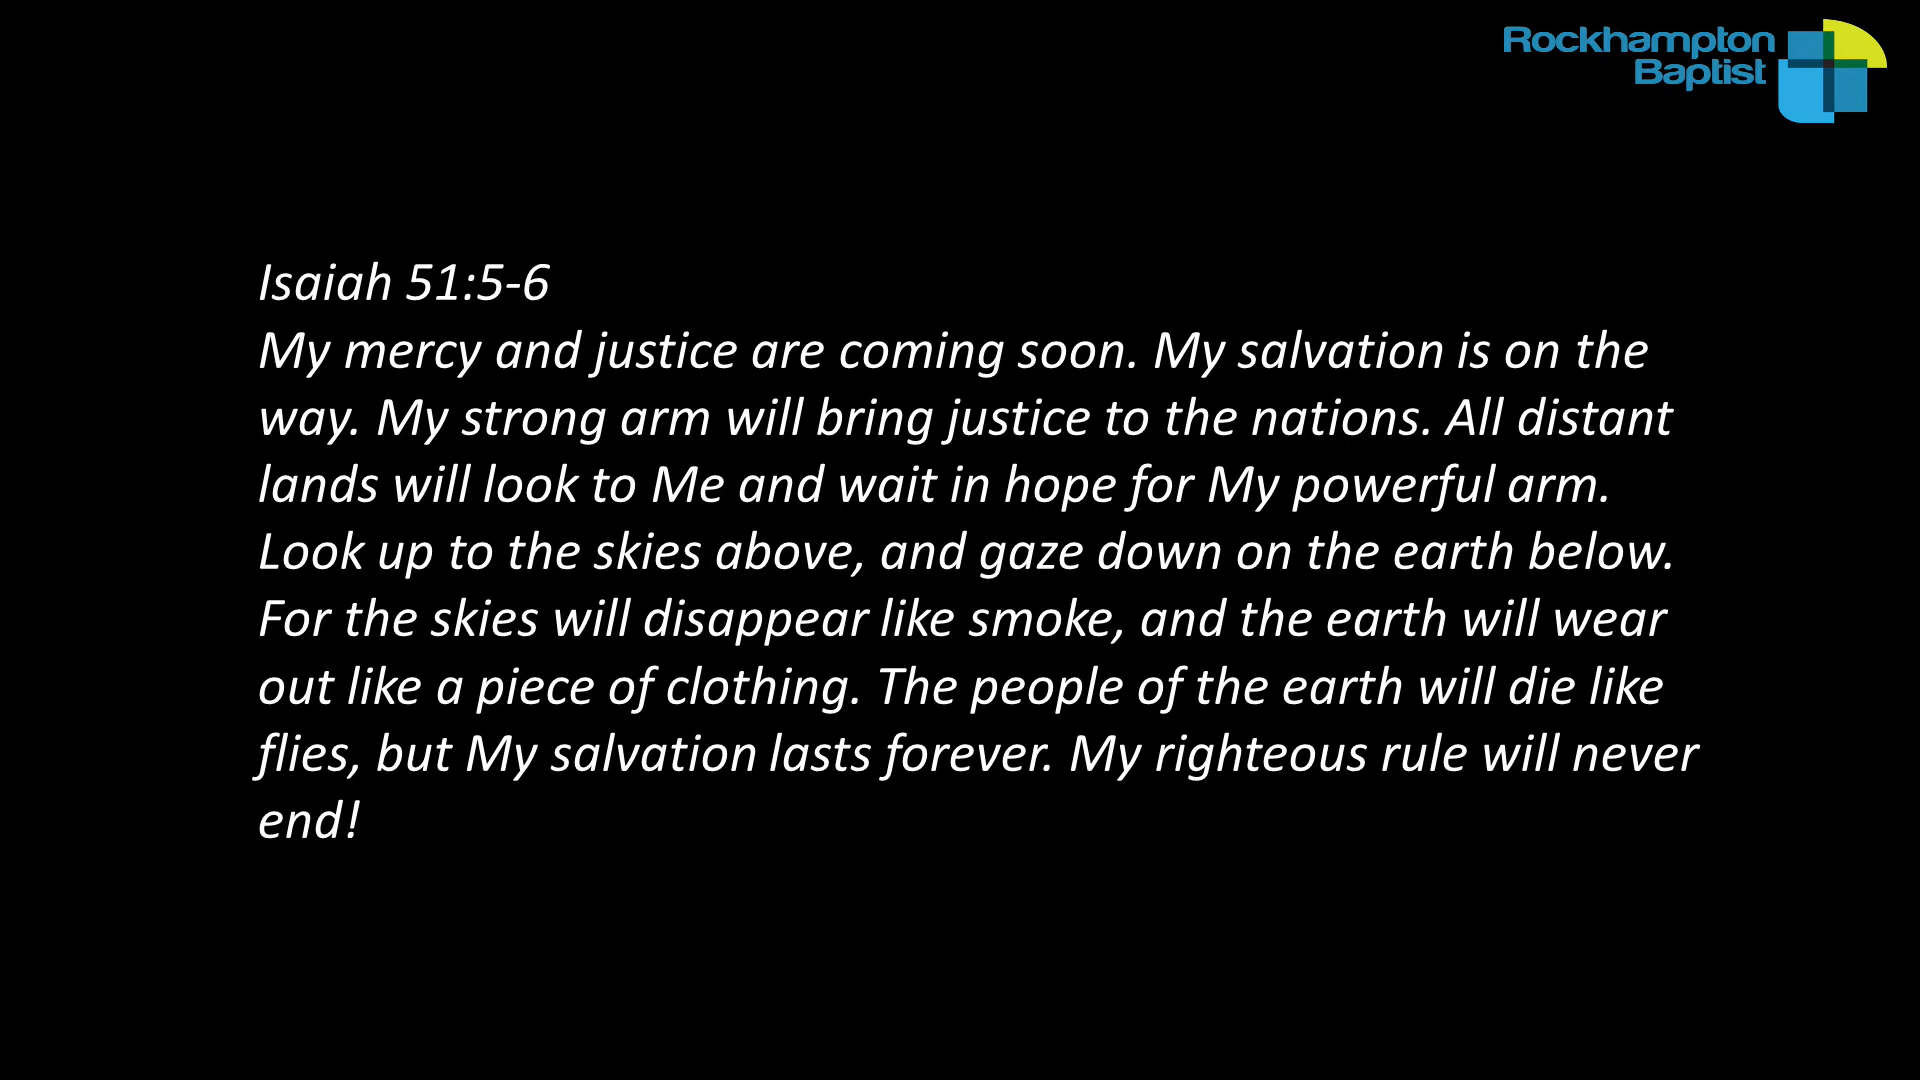 Rockhampton
Baptist
Isaiah 51:5-6
My mercy and justice are coming soon. My salvation is on the
way. My strong arm will bring justice to the nations. All distant
lands will look to Me and wait in hope for My powerful arm.
Look up to the skies above, and gaze down on the earth below.
For the skies will disappear like smoke, and the earth will wear
out like a piece of clothing. The people of the earth will die like
flies, but My salvation lasts forever. My righteous rule will never
end!